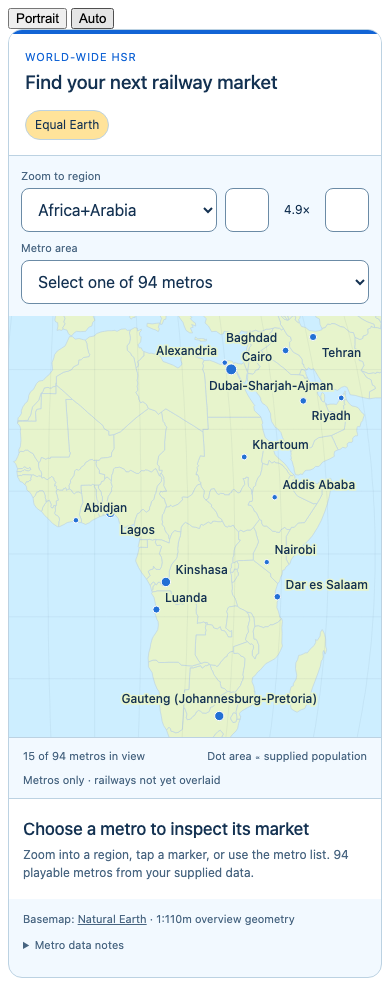 Portrait Auto
WORLD-WIDE HSR
Find your next railway market
Equal Earth
Zoom to region
Africa+Arabia 4.9×
Metro area
Select one of 94 metros
Baghdad
Alexandria
Cairo
Tehran
Dubai-Sharjah-Ajman
Riyadh
Khartoum
Addis Ababa
Abidjan
Lagos
Nairobi
Kinshasa
Dar es Salaam
Luanda
Gauteng (Johannesburg-Pretoria)
15 of 94 metros in view Dot area = supplied population
Metros only · railways not yet overlaid
Choose a metro to inspect its market
Zoom into a region, tap a marker, or use the metro list. 94
playable metros from your supplied data.
Basemap: Natural Earth · 1:110m overview geometry
Metro data notes